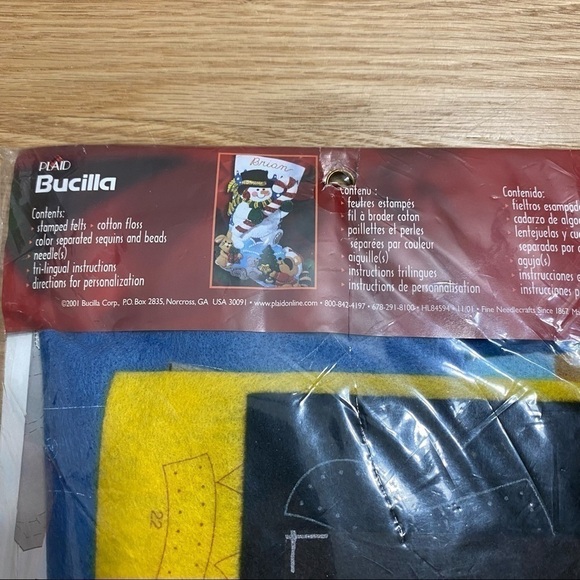 PLAID
Bucilla
Contents:
• stamped felts • cotton floss
• color separated sequins and beads
• needle(s)
• tri-lingual instructions
• directions for personalization
Brian
Contenu :
• feutres estampés
• fil à broder coton
• paillettes et perles
séparées par couleur
• aiguille(s)
• instructions trilingues
• instructions de personnalisation
Contenido:
• fieltros estampad
• cadarzo de algo
• lentejuelas y cu
separadas por
• aguja(s)
• instrucciones e
• instrucciones p
©2001 Bucilla Corp., P.O. Box 2835, Norcross, GA USA 30091 • www.plaidonline.com • 800-842-4197 • 678-291-8100 • HL84594 • 11/01 • Fine Needlecrafts Since 1867 Ma
22